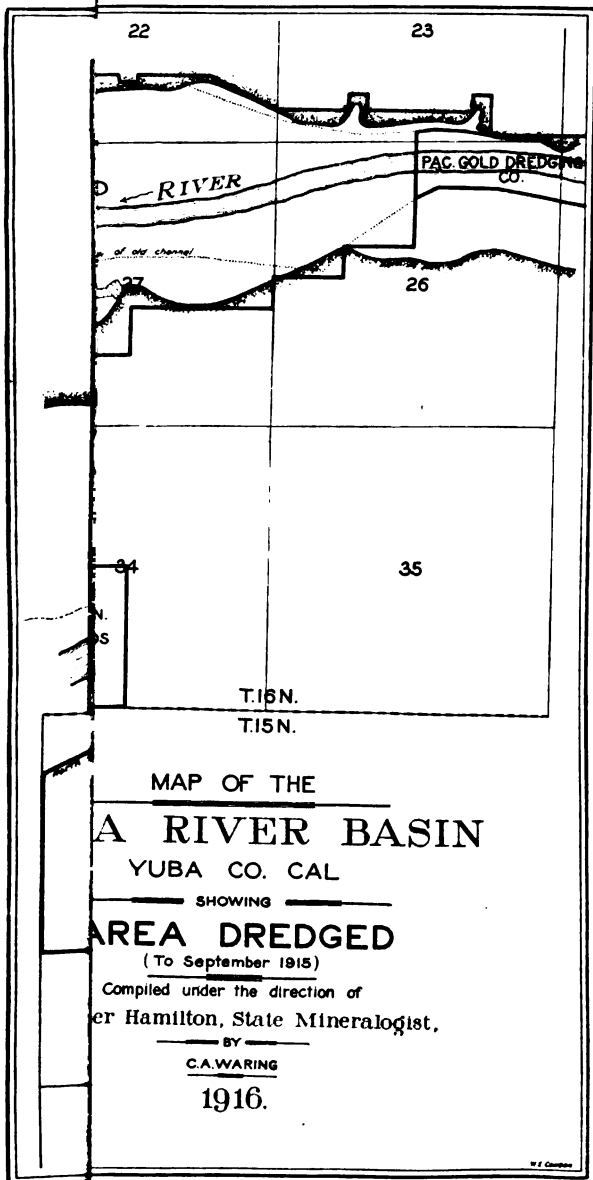 22 23
PAC. GOLD DREDGING
CO.
RIVER
of old channel
27 26
34 35
N.
OS
T.16N.
T.15N.
MAP OF THE
A RIVER BASIN
YUBA CO. CAL
SHOWING
AREA DREDGED
(To September 1915)
Compiled under the direction of
er Hamilton, State Mineralogist,
BY
C.A.WARING
1916.